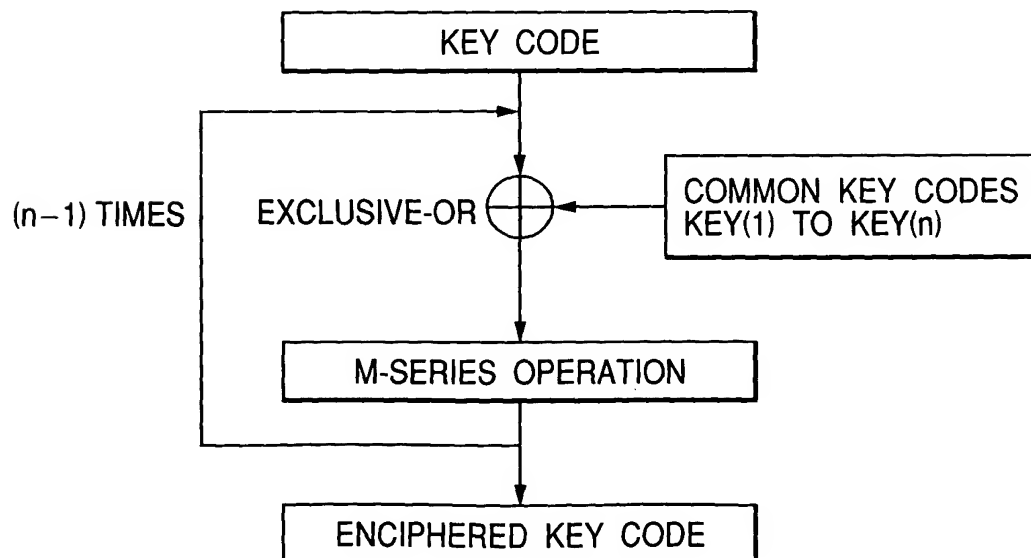 KEY CODE
(n−1) TIMES
EXCLUSIVE-OR
COMMON KEY CODES
KEY(1) TO KEY(n)
M-SERIES OPERATION
ENCIPHERED KEY CODE